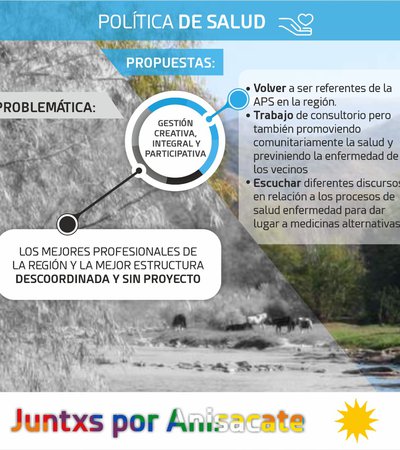 POLÍTICA DE SALUD
PROPUESTAS:
PROBLEMÁTICA:
GESTIÓN
CREATIVA,
INTEGRAL Y
PARTICIPATIVA
• Volver a ser referentes de la
APS en la región.
• Trabajo de consultorio pero
también promoviendo
comunitariamente la salud y
previniendo la enfermedad de
los vecinos
• Escuchar diferentes discursos
en relación a los procesos de
salud enfermedad para dar
lugar a medicinas alternativas
LOS MEJORES PROFESIONALES DE
LA REGIÓN Y LA MEJOR ESTRUCTURA
DESCOORDINADA Y SIN PROYECTO
Juntxs por Anisacate